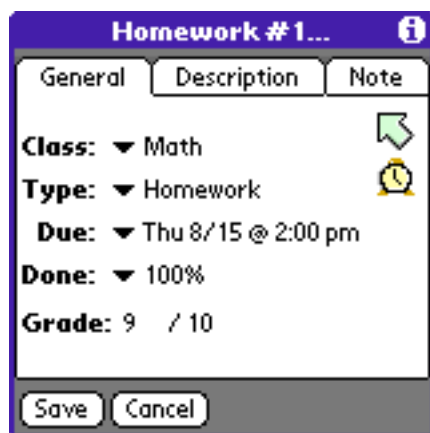 Homework #1...
General Description Note
Class: Math
Type: Homework
Due: Thu 8/15 @ 2:00 pm
Done: 100%
Grade: 9 / 10
Save Cancel